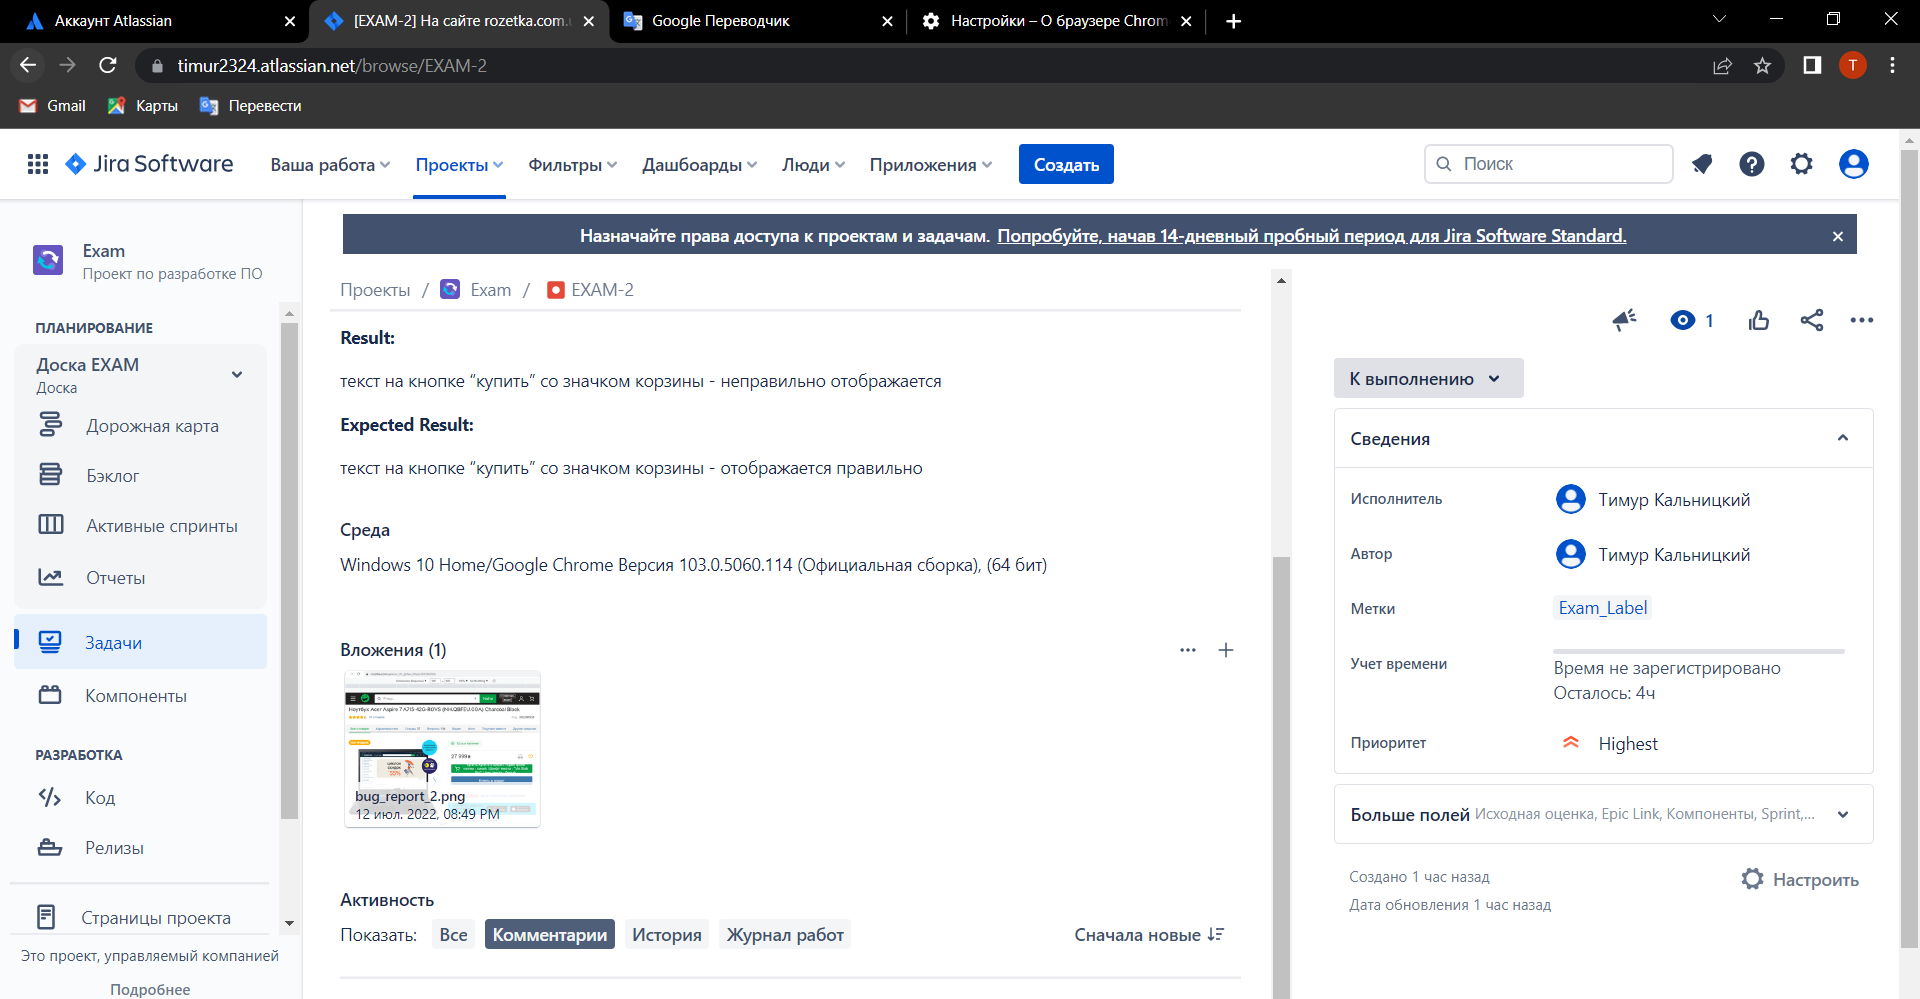 Аккаунт Atlassian
[EXAM-2] На сайте rozetka.com.
Google Переводчик
Настройки – О браузере Chrom
timur2324.atlassian.net/browse/EXAM-2
T
Gmail
Карты
Перевести
Jira Software
Ваша работа
Проекты
Фильтры
Дашборды
Люди
Приложения
Создать
Поиск
Назначайте права доступа к проектам и задачам. Попробуйте, начав 14-дневный пробный период для Jira Software Standard.
Exam
Проект по разработке ПО
ПЛАНИРОВАНИЕ
Доска EXAM
Доска
Дорожная карта
Бэклог
Активные спринты
Отчеты
Задачи
Компоненты
РАЗРАБОТКА
Код
Релизы
Страницы проекта
Это проект, управляемый компанией
Подробнее
Проекты / Exam / EXAM-2
Result:
текст на кнопке “купить” со значком корзины - неправильно отображается
Expected Result:
текст на кнопке “купить” со значком корзины - отображается правильно
Среда
Windows 10 Home/Google Chrome Версия 103.0.5060.114 (Официальная сборка), (64 бит)
Вложения (1)
bug_report_2.png
12 июл. 2022, 08:49 PM
Активность
Показать:
Все
Комментарии
История
Журнал работ
Сначала новые
1
К выполнению
Сведения
Исполнитель
Тимур Кальницкий
Автор
Тимур Кальницкий
Метки
Exam_Label
Учет времени
Время не зарегистрировано
Осталось: 4ч
Приоритет
Highest
Больше полей Исходная оценка, Epic Link, Компоненты, Sprint,...
Создано 1 час назад
Дата обновления 1 час назад
Настроить